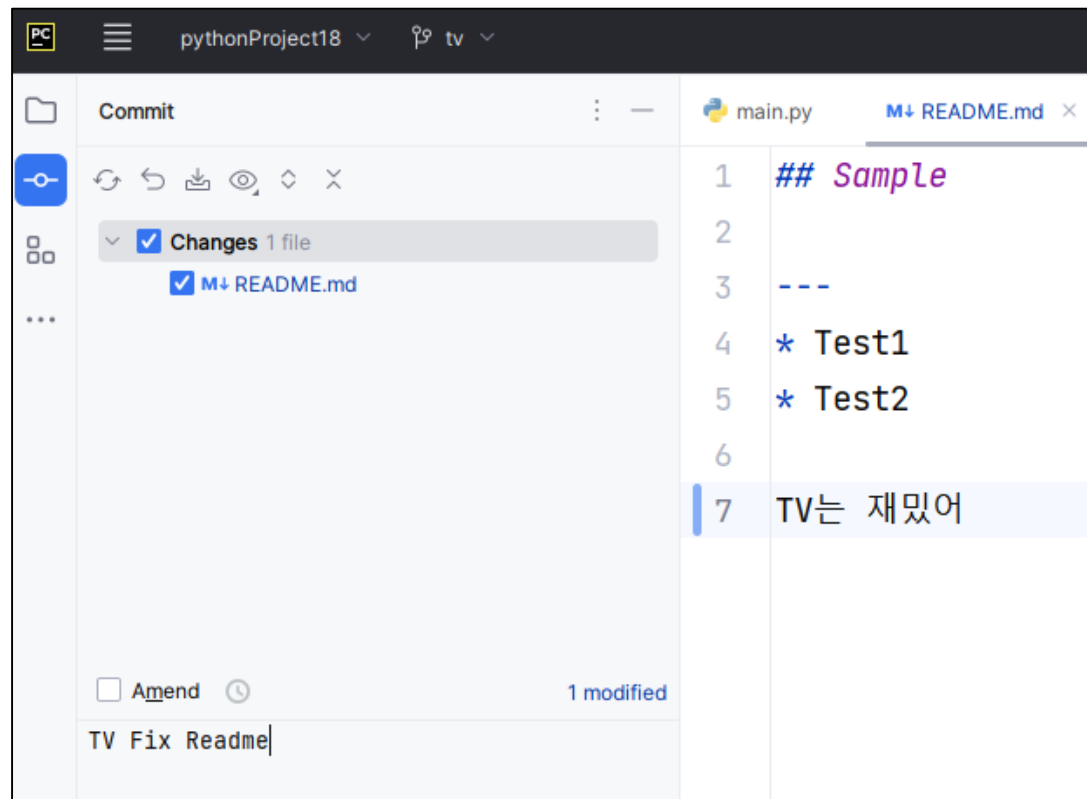 PC pythonProject18 tv
Commit
Changes 1 file
M↓ README.md
Amend 1 modified
TV Fix Readme
main.py M↓ README.md
1 ## Sample
2
3 ---
4 * Test1
5 * Test2
6
7 TV는 재밌어